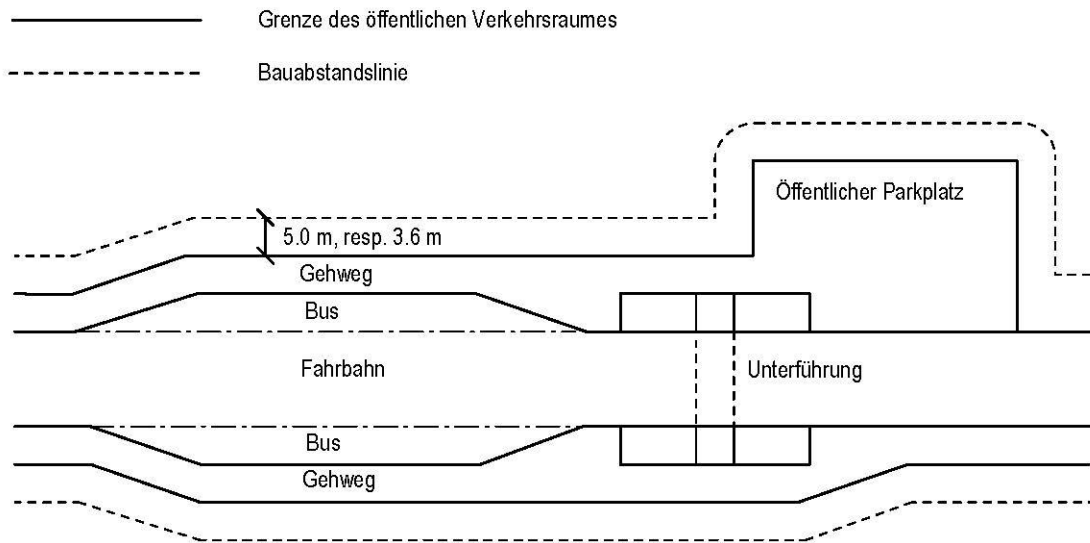 Grenze des öffentlichen Verkehrsraumes
Bauabstandslinie
Öffentlicher Parkplatz
5.0 m, resp. 3.6 m
Gehweg
Bus
Fahrbahn
Unterführung
Bus
Gehweg